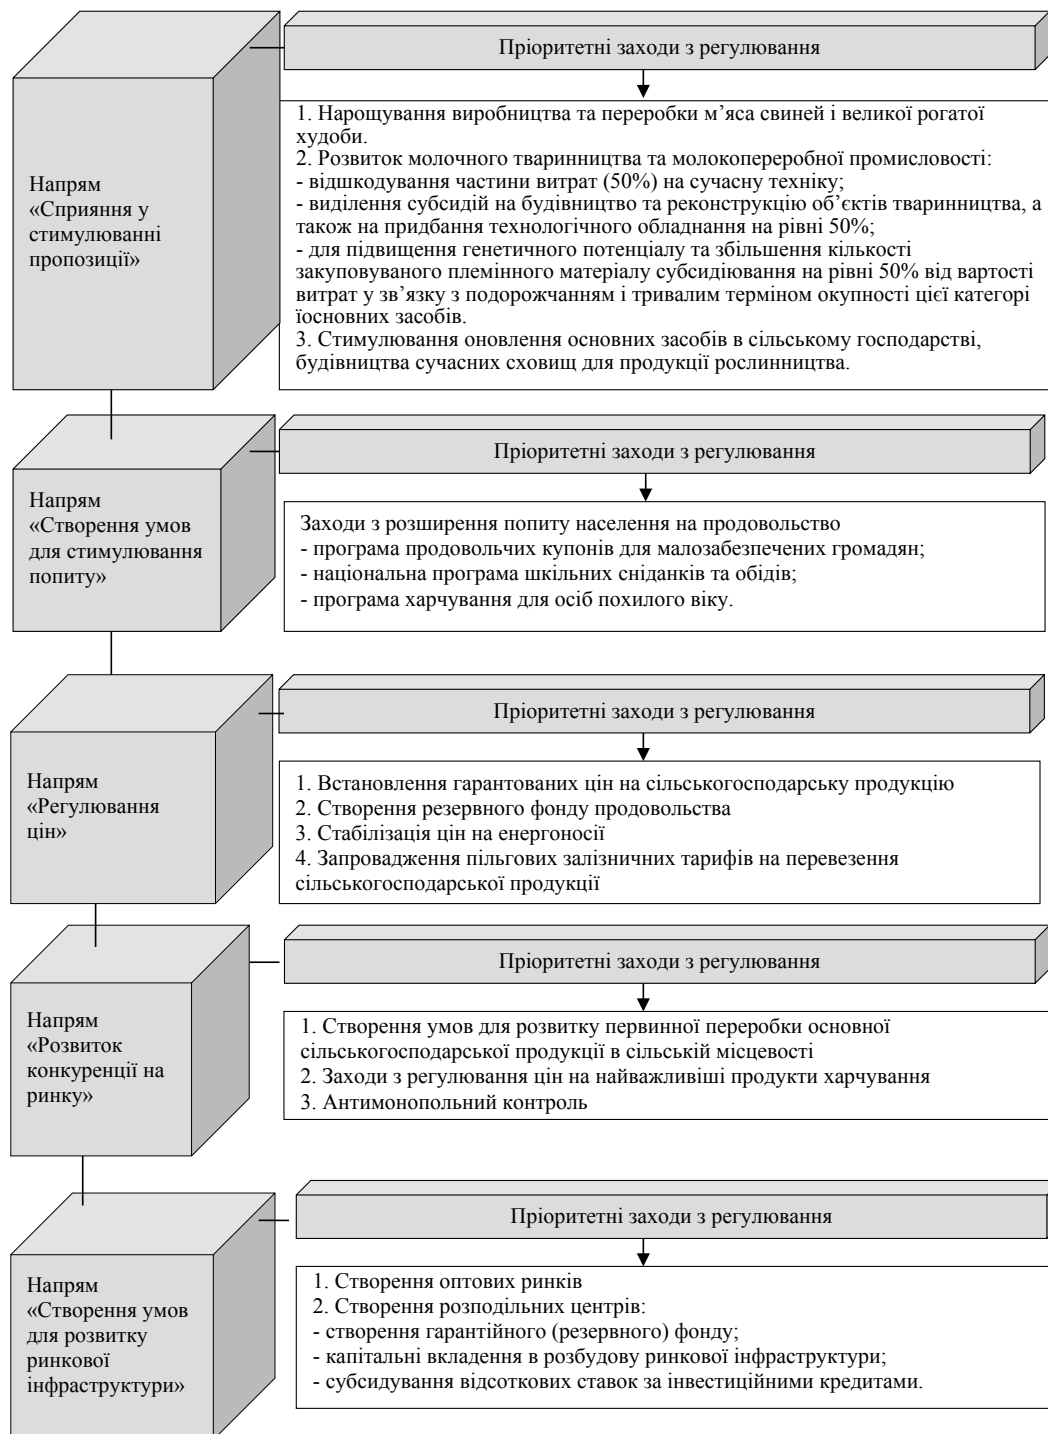 Пріоритетні заходи з регулювання
Напрям
«Сприяння у
стимулюванні
пропозиції»
1. Нарощування виробництва та переробки м’яса свиней і великої рогатої
худоби.
2. Розвиток молочного тваринництва та молокопереробної промисловості:
- відшкодування частини витрат (50%) на сучасну техніку;
- виділення субсидій на будівництво та реконструкцію об’єктів тваринництва, а
також на придбання технологічного обладнання на рівні 50%;
- для підвищення генетичного потенціалу та збільшення кількості
закуповуваного племінного матеріалу субсидіювання на рівні 50% від вартості
витрат у зв’язку з подорожчанням і тривалим терміном окупності цієї категорі
їосновних засобів.
3. Стимулювання оновлення основних засобів в сільському господарстві,
будівництва сучасних сховищ для продукції рослинництва.
Пріоритетні заходи з регулювання
Напрям
«Створення умов
для стимулювання
попиту»
Заходи з розширення попиту населення на продовольство
- програма продовольчих купонів для малозабезпечених громадян;
- національна програма шкільних сніданків та обідів;
- програма харчування для осіб похилого віку.
Пріоритетні заходи з регулювання
Напрям
«Регулювання
цін»
1. Встановлення гарантованих цін на сільськогосподарську продукцію
2. Створення резервного фонду продовольства
3. Стабілізація цін на енергоносії
4. Запровадження пільгових залізничних тарифів на перевезення
сільськогосподарської продукції
Пріоритетні заходи з регулювання
Напрям
«Розвиток
конкуренції на
ринку»
1. Створення умов для розвитку первинної переробки основної
сільськогосподарської продукції в сільській місцевості
2. Заходи з регулювання цін на найважливіші продукти харчування
3. Антимонопольний контроль
Пріоритетні заходи з регулювання
Напрям
«Створення умов
для розвитку
ринкової
інфраструктури»
1. Створення оптових ринків
2. Створення розподільних центрів:
- створення гарантійного (резервного) фонду;
- капітальні вкладення в розбудову ринкової інфраструктури;
- субсидування відсоткових ставок за інвестиційними кредитами.